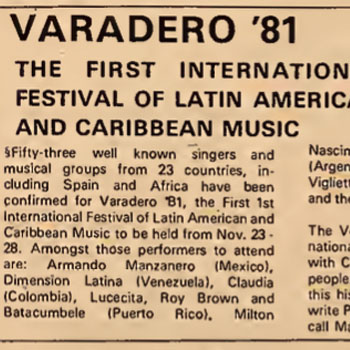 VARADERO '81
THE FIRST INTERNATION
FESTIVAL OF LATIN AMERICA
AND CARIBBEAN MUSIC
§Fifty-three well known singers and
musical groups from 23 countries, in-
cluding Spain and Africa have been
confirmed for Varadero '81, the First 1st
International Festival of Latin American and
Caribbean Music to be held from Nov. 23 -
28. Amongst those performers to attend
are: Armando Manzanero (Mexico),
Dimension Latina (Venezuela), Claudia
(Colombia), Lucecita, Roy Brown and
Batacumbele (Puerto Rico), Milton
Nascim
(Argen
Vigliett
and the
The Va
national
with C
people
this his
write P
call Ma